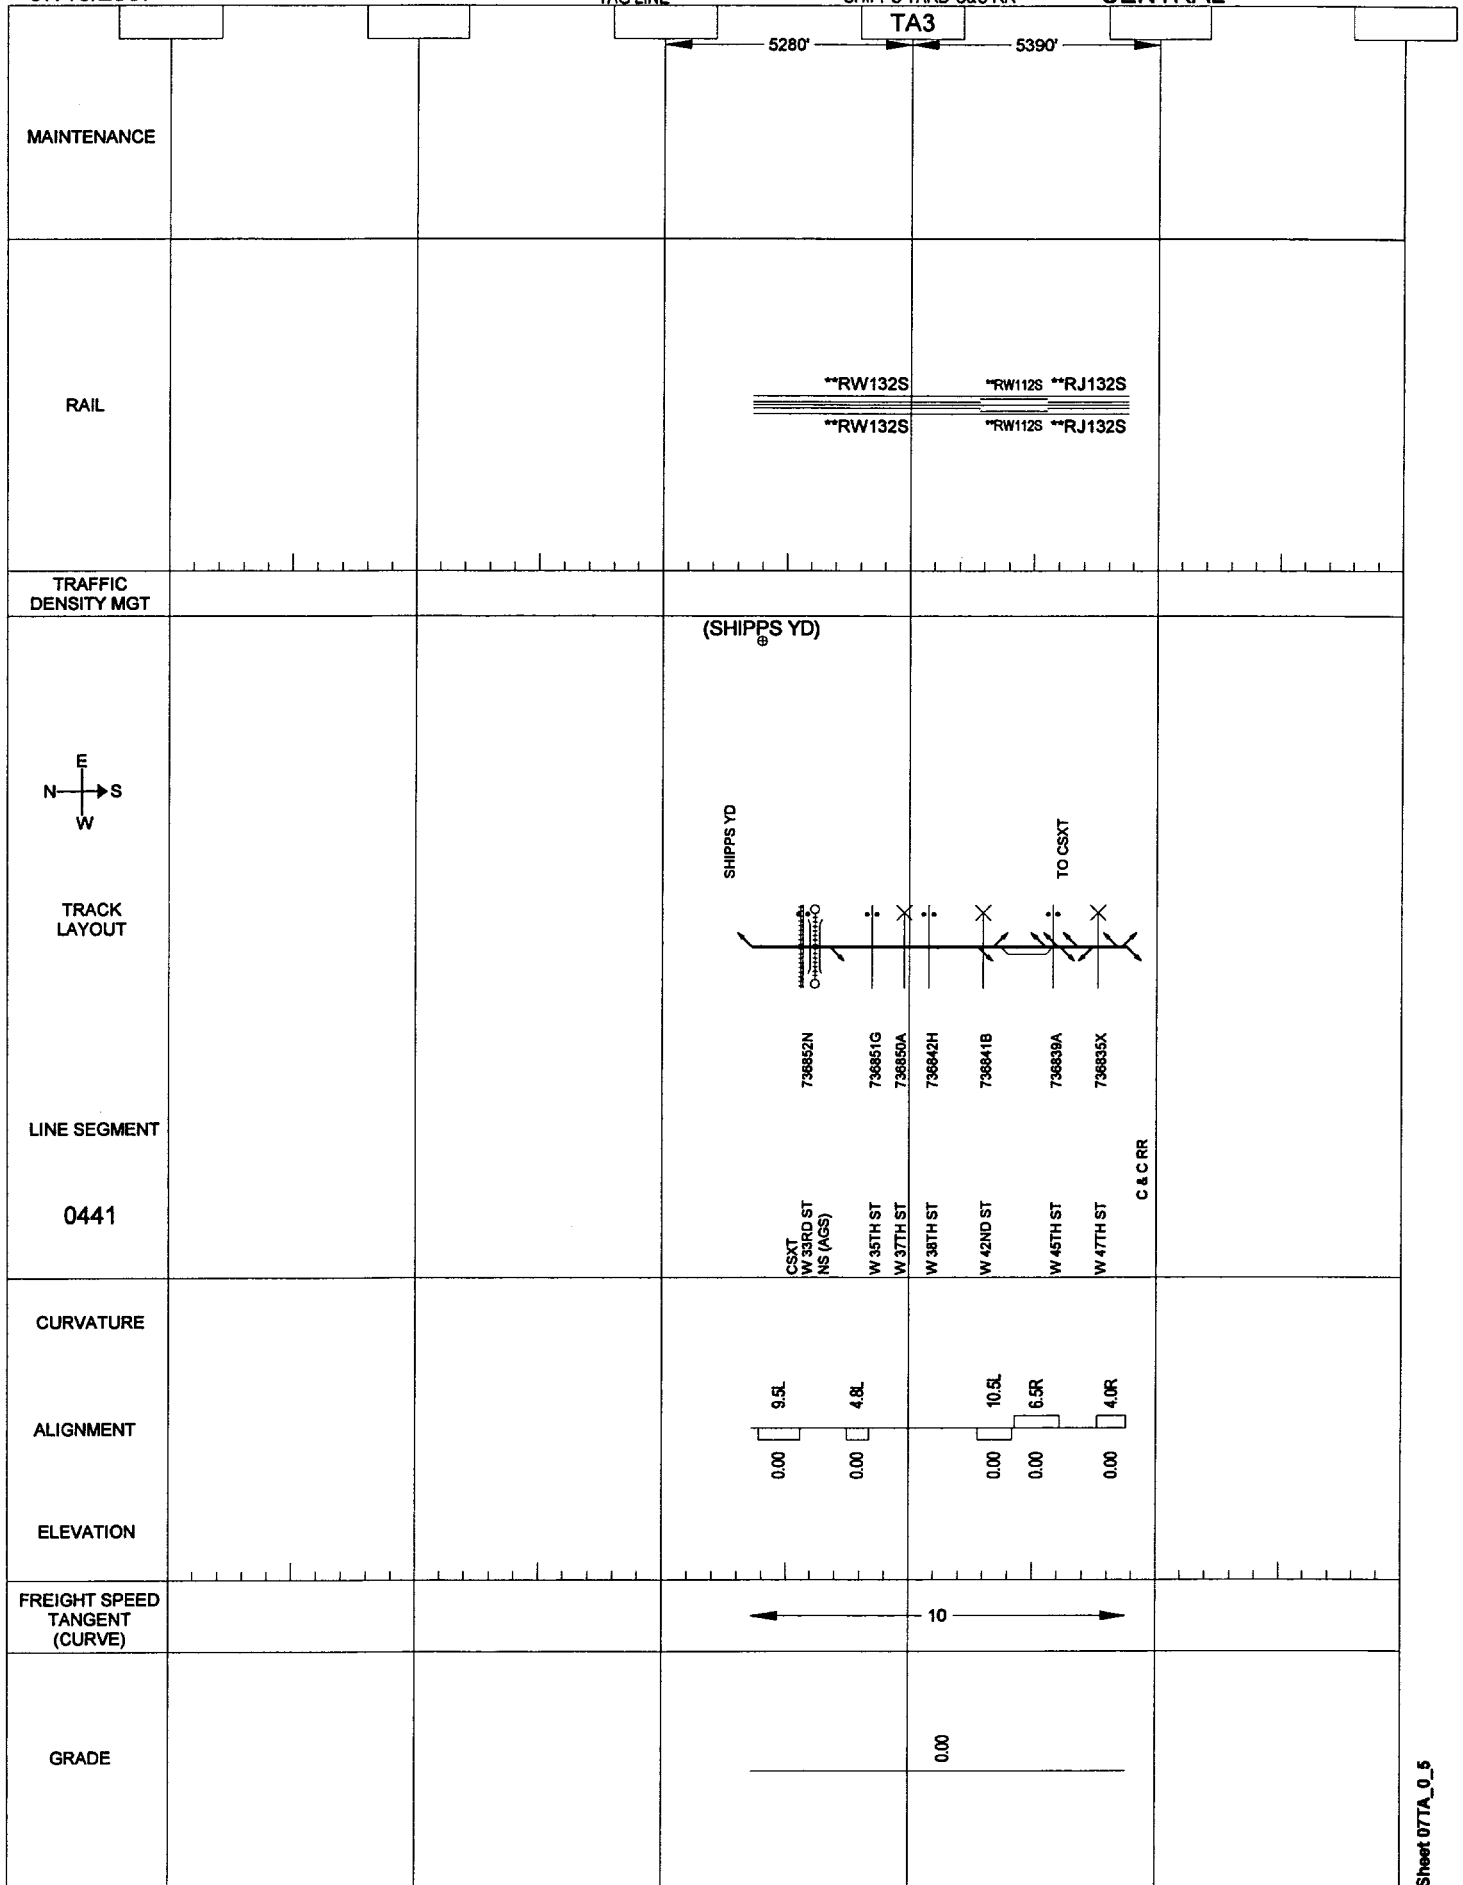 TA3
5280'
5390'
MAINTENANCE
RAIL
**RW132S
**RW112S
**RJ132S
**RW132S
**RW112S
**RJ132S
TRAFFIC
DENSITY MGT
(SHIPPS YD)
E
N
S
W
SHIPPS YD
TO CSXT
TRACK
LAYOUT
736852N
736851G
736850A
736842H
736841B
736839A
736835X
LINE SEGMENT
0441
C & C RR
CSXT
W 33RD ST
NS (AGS)
W 35TH ST
W 37TH ST
W 38TH ST
W 42ND ST
W 45TH ST
W 47TH ST
CURVATURE
9.5L
4.8L
10.5L
6.5R
4.0R
ALIGNMENT
0.00
0.00
0.00
0.00
0.00
ELEVATION
FREIGHT SPEED
TANGENT
(CURVE)
10
GRADE
0.00
Sheet 07TA_0_5